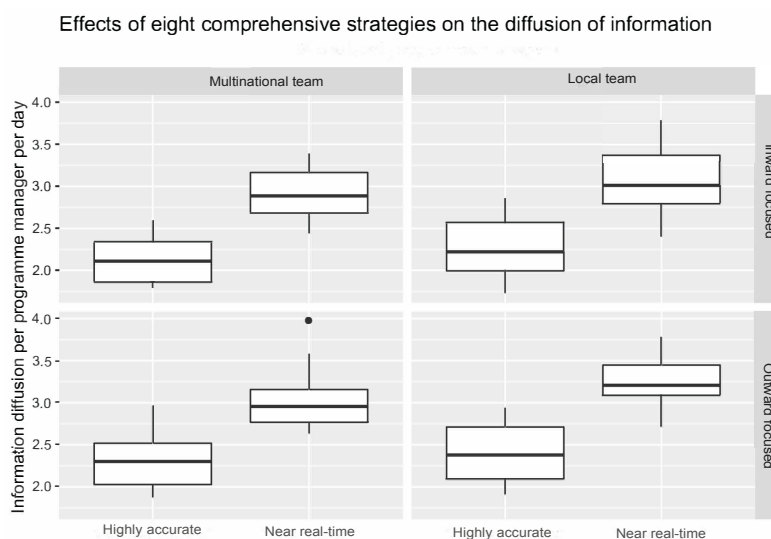 Effects of eight comprehensive strategies on the diffusion of information
Multinational team
Local team
Information diffusion per programme manager per day
4.0
3.5
3.0
2.5
2.0
Inward focused
4.0
3.5
3.0
2.5
2.0
Outward focused
Highly accurate
Near real-time
Highly accurate
Near real-time